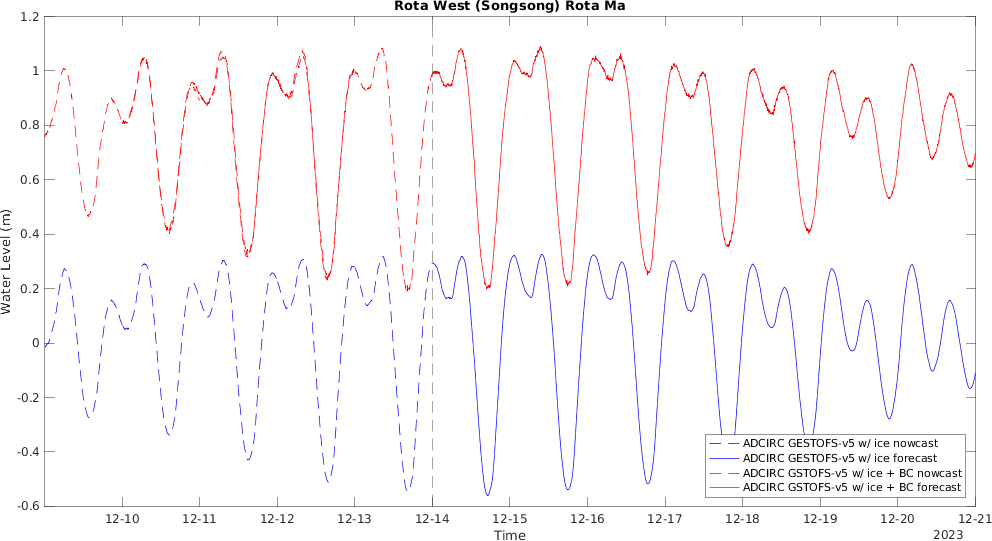 Rota West (Songsong) Rota Ma
Water Level (m)
1.2
1
0.8
0.6
0.4
0.2
0
-0.2
-0.4
-0.6
ADCIRC GESTOFS-v5 w/ ice nowcast
ADCIRC GESTOFS-v5 w/ ice forecast
ADCIRC GSTOFS-v5 w/ ice + BC nowcast
ADCIRC GSTOFS-v5 w/ ice + BC forecast
12-10 12-11 12-12 12-13 12-14 12-15 12-16 12-17 12-18 12-19 12-20 12-21
Time
2023